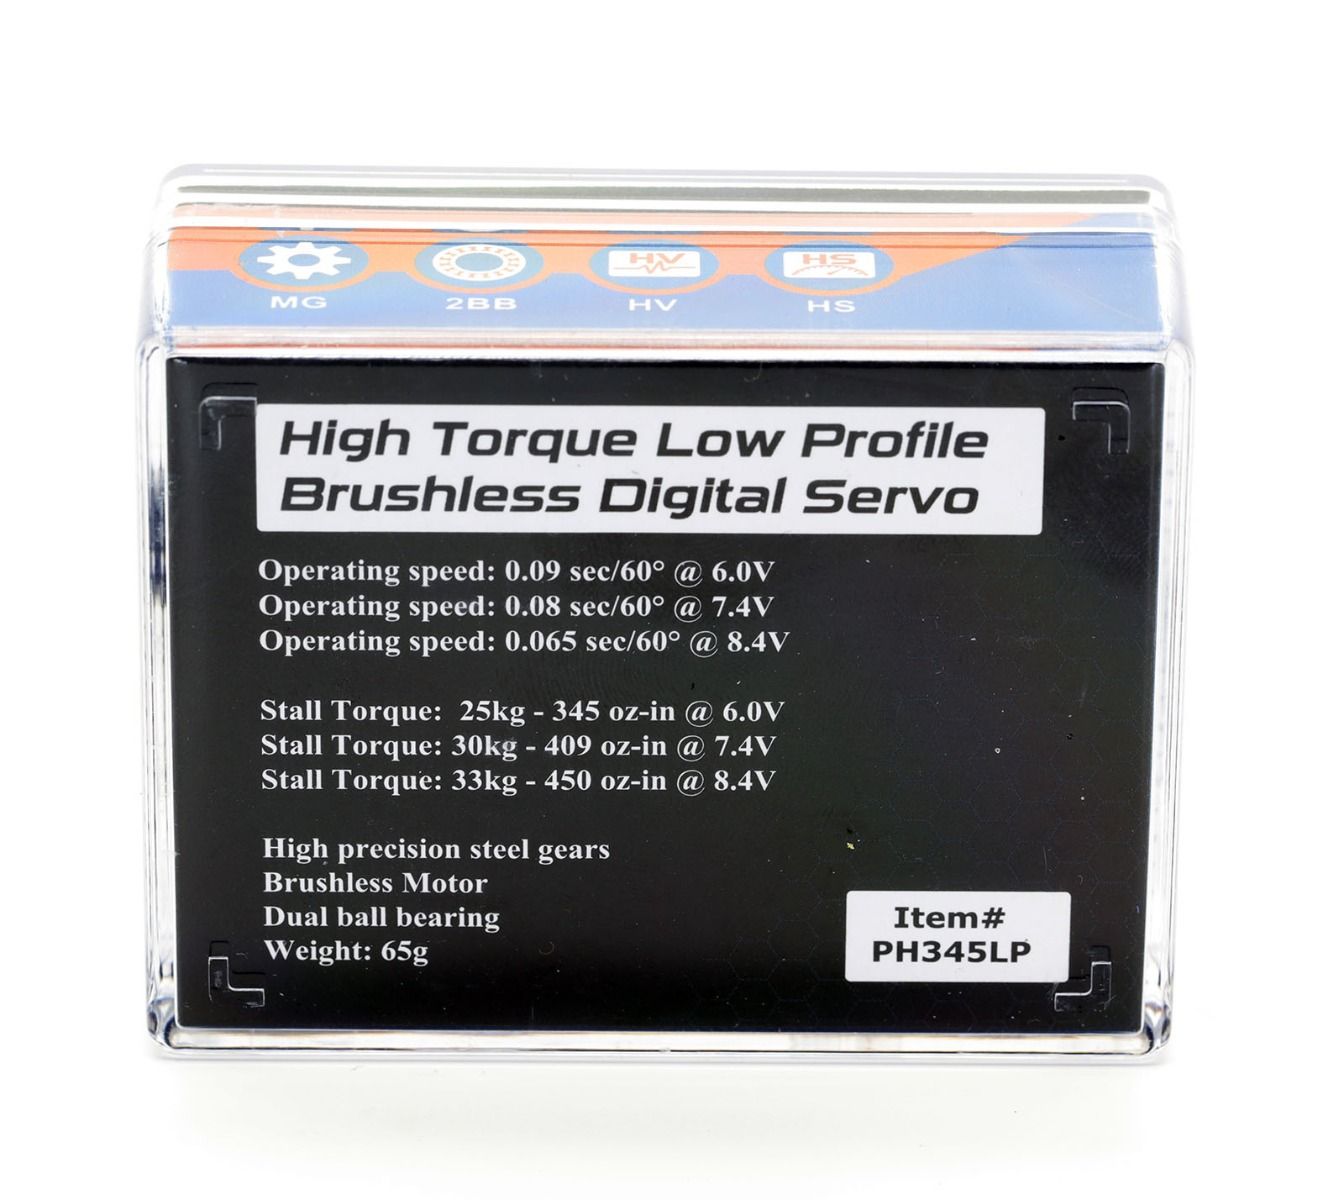 HV
HS
MG
2BB
HV
HS
High Torque Low Profile
Brushless Digital Servo
Operating speed: 0.09 sec/60° @ 6.0V
Operating speed: 0.08 sec/60° @ 7.4V
Operating speed: 0.065 sec/60° @ 8.4V
Stall Torque:  25kg - 345 oz-in @ 6.0V
Stall Torque: 30kg - 409 oz-in @ 7.4V
Stall Torque: 33kg - 450 oz-in @ 8.4V
High precision steel gears
Brushless Motor
Dual ball bearing
Weight: 65g
Item#
PH345LP